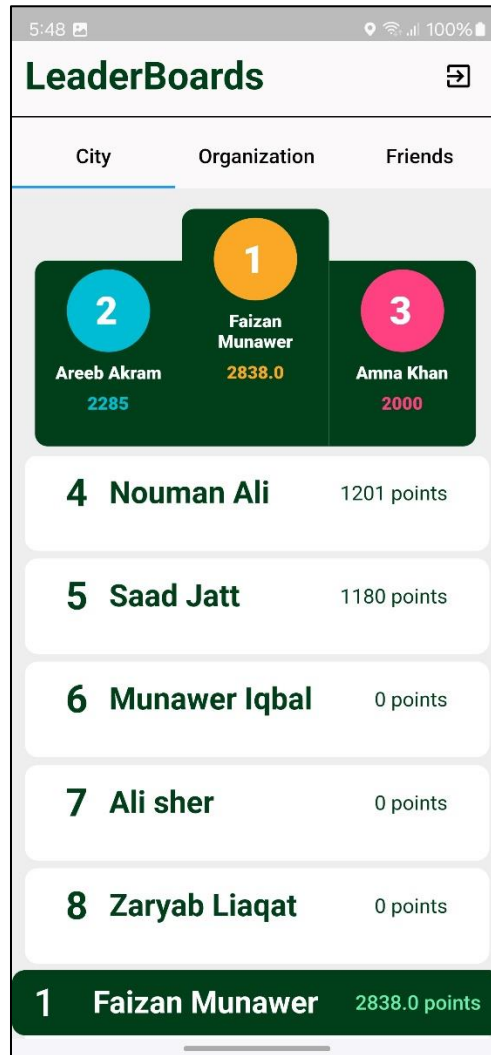 5:48 100%
LeaderBoards
City Organization Friends
1
Faizan
Munawer
2838.0
2
Areeb Akram
2285
3
Amna Khan
2000
4 Nouman Ali 1201 points
5 Saad Jatt 1180 points
6 Munawer Iqbal 0 points
7 Ali sher 0 points
8 Zaryab Liaqat 0 points
1 Faizan Munawer 2838.0 points